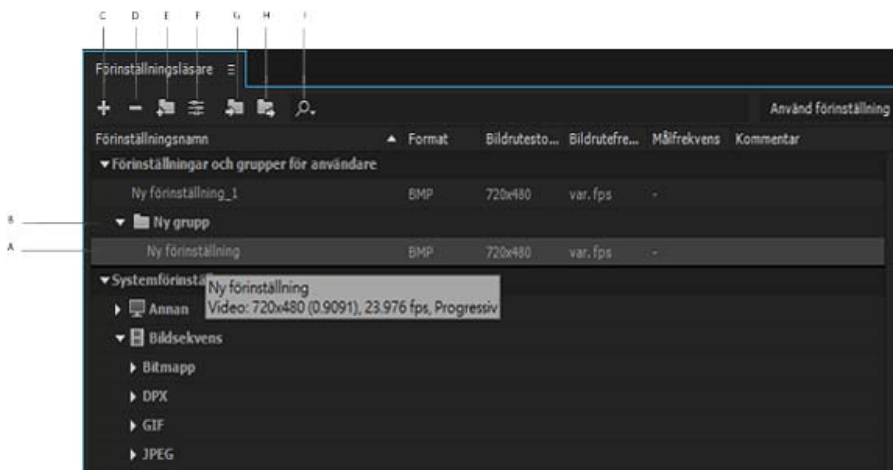 C D E F G H I
Förinställningsläsare
Använd förinställning
Förinställningsnamn Format Bildrutesto... Bildrutefre... Målfrekvens Kommentar
Förinställningar och grupper för användare
Ny förinställning_1 BMP 720x480 var.fps -
B
Ny grupp
A
Ny förinställning BMP 720x480 var.fps -
Systemförinstäl
Ny förinställning
Video: 720x480 (0.9091), 23.976 fps, Progressiv
Annan
Bildsekvens
Bitmapp
DPX
GIF
JPEG